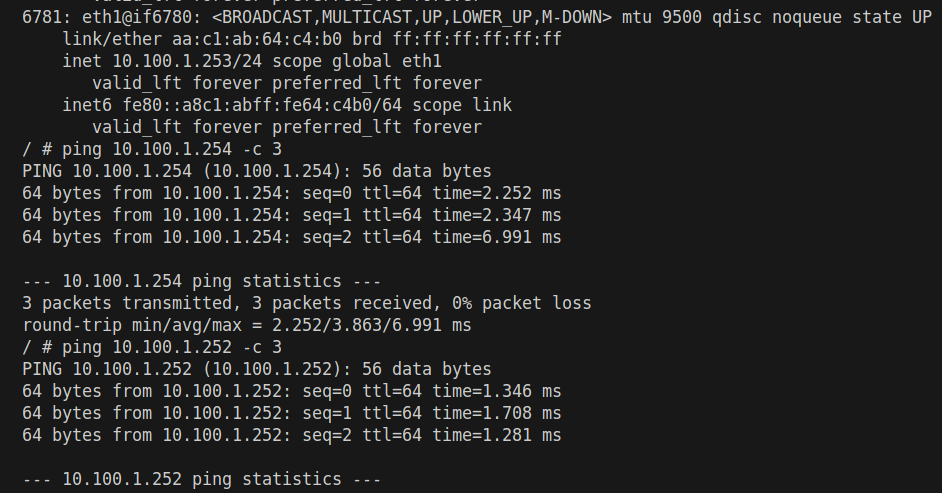 6781: eth1@if6780: <BROADCAST,MULTICAST,UP,LOWER_UP,M-DOWN> mtu 9500 qdisc noqueue state UP
link/ether aa:c1:ab:64:c4:b0 brd ff:ff:ff:ff:ff:ff
inet 10.100.1.253/24 scope global eth1
valid_lft forever preferred_lft forever
inet6 fe80::a8c1:abff:fe64:c4b0/64 scope link
valid_lft forever preferred_lft forever
/ # ping 10.100.1.254 -c 3
PING 10.100.1.254 (10.100.1.254): 56 data bytes
64 bytes from 10.100.1.254: seq=0 ttl=64 time=2.252 ms
64 bytes from 10.100.1.254: seq=1 ttl=64 time=2.347 ms
64 bytes from 10.100.1.254: seq=2 ttl=64 time=6.991 ms

--- 10.100.1.254 ping statistics ---
3 packets transmitted, 3 packets received, 0% packet loss
round-trip min/avg/max = 2.252/3.863/6.991 ms
/ # ping 10.100.1.252 -c 3
PING 10.100.1.252 (10.100.1.252): 56 data bytes
64 bytes from 10.100.1.252: seq=0 ttl=64 time=1.346 ms
64 bytes from 10.100.1.252: seq=1 ttl=64 time=1.708 ms
64 bytes from 10.100.1.252: seq=2 ttl=64 time=1.281 ms

--- 10.100.1.252 ping statistics ---